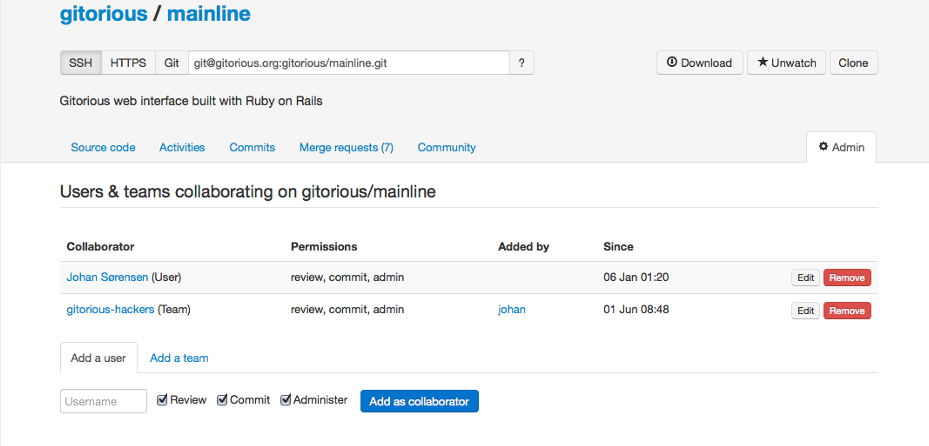 gitorious / mainline
SSH HTTPS Git git@gitorious.org:gitorious/mainline.git ? Download Unwatch Clone
Gitorious web interface built with Ruby on Rails
Source code Activities Commits Merge requests (7) Community Admin
Users & teams collaborating on gitorious/mainline
Collaborator Permissions Added by Since
Johan Sørensen (User) review, commit, admin 06 Jan 01:20 Edit Remove
gitorious-hackers (Team) review, commit, admin johan 01 Jun 08:48 Edit Remove
Add a user Add a team
Username Review Commit Administer Add as collaborator